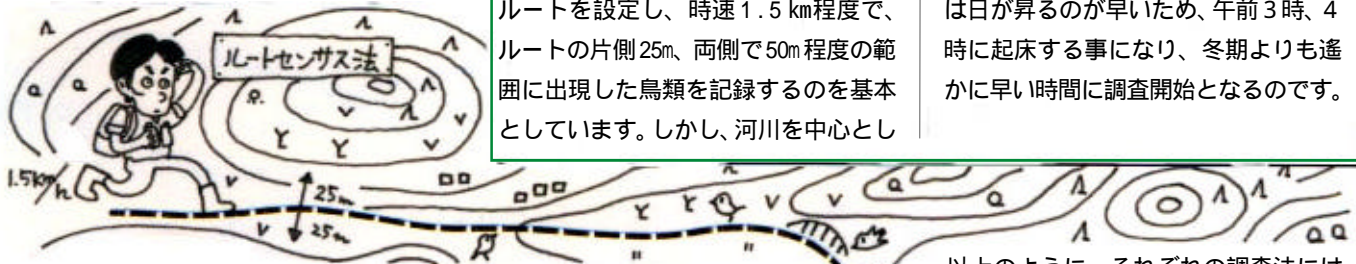 ルートセンサス法
1.5km/h
25m
25m
ルートを設定し、時速1.5㎞程度で、
ルートの片側25m、両側で50m程度の範
囲に出現した鳥類を記録するのを基本
としています。しかし、河川を中心とし
は日が昇るのが早いため、午前3時、4
時に起床する事になり、冬期よりも遙
かに早い時間に調査開始となるのです。
以上のように、それぞれの調査法には